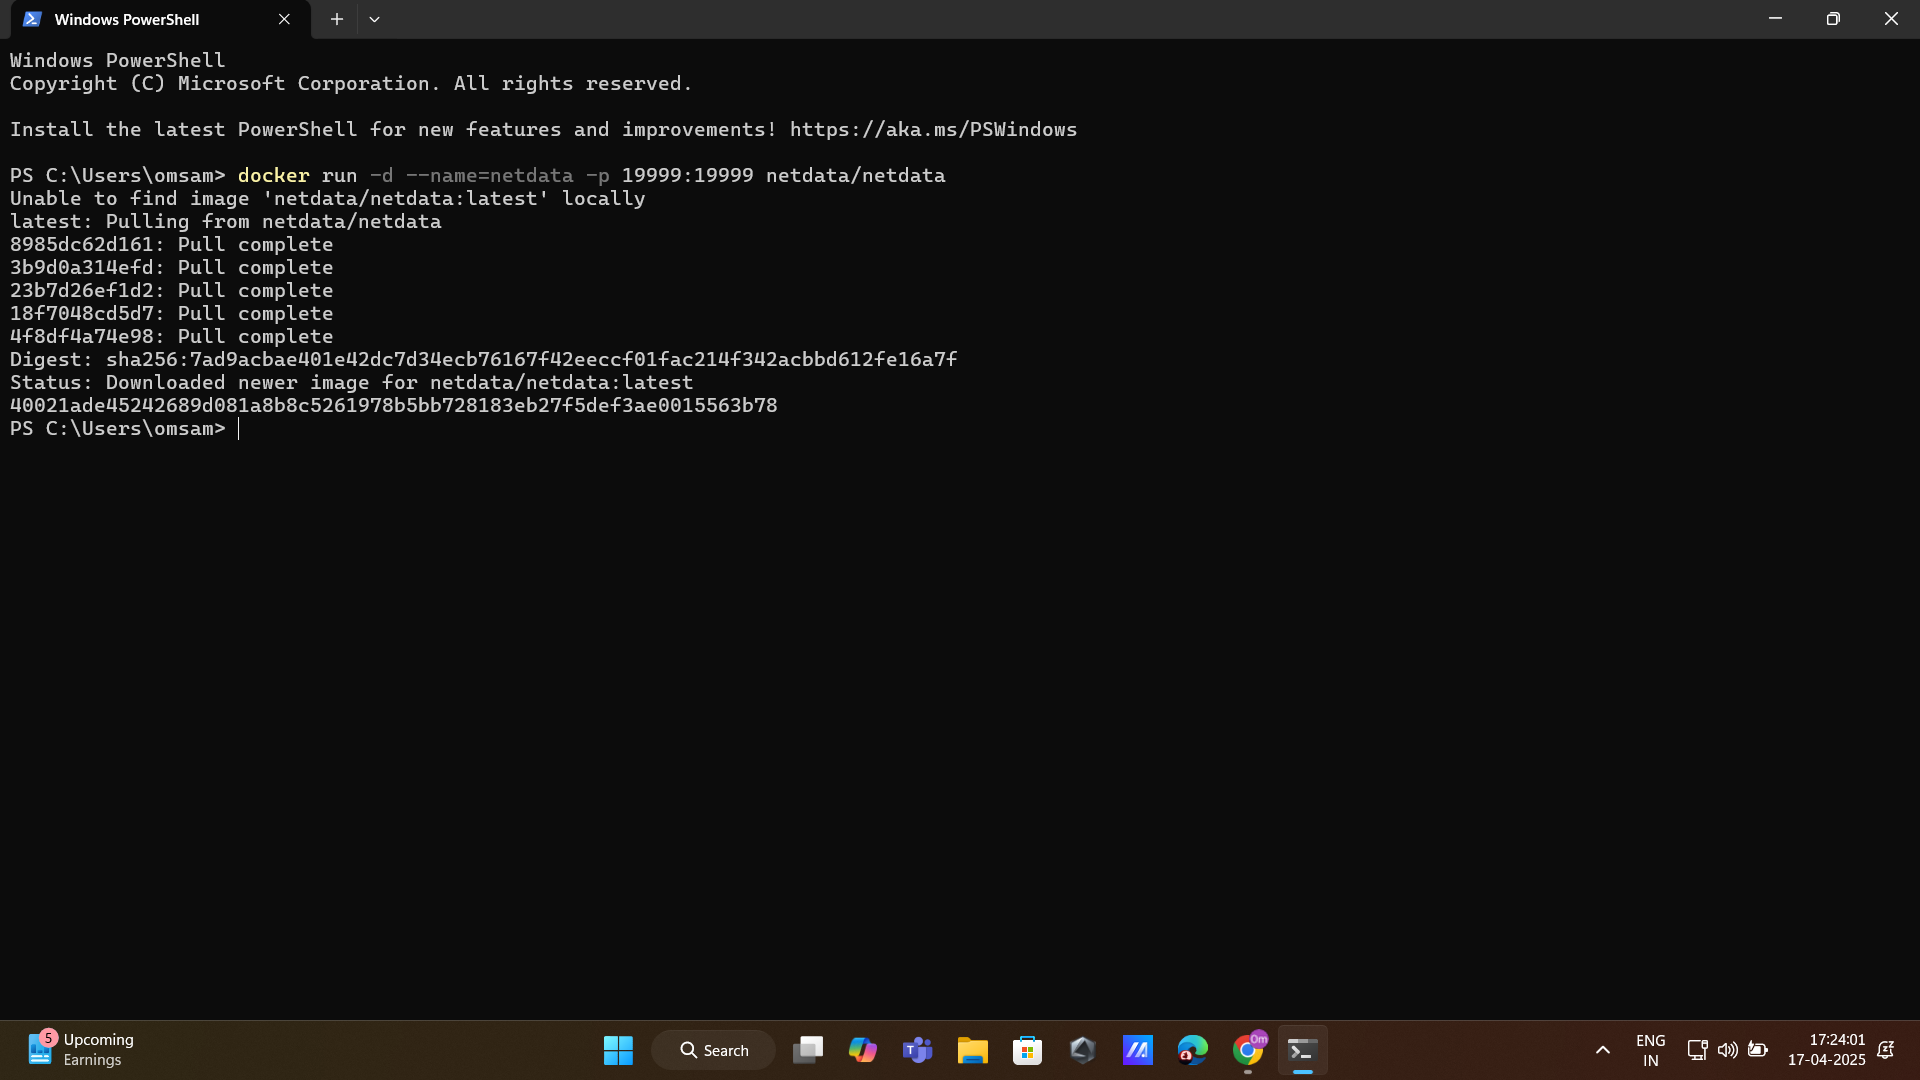 Windows PowerShell
Windows PowerShell
Copyright (C) Microsoft Corporation. All rights reserved.
Install the latest PowerShell for new features and improvements! https://aka.ms/PSWindows
PS C:\Users\omsam> docker run -d --name=netdata -p 19999:19999 netdata/netdata
Unable to find image 'netdata/netdata:latest' locally
latest: Pulling from netdata/netdata
8985dc62d161: Pull complete
3b9d0a314efd: Pull complete
23b7d26ef1d2: Pull complete
18f7048cd5d7: Pull complete
4f8df4a74e98: Pull complete
Digest: sha256:7ad9acbae401e42dc7d34ecb76167f42eeccf01fac214f342acbbd612fe16a7f
Status: Downloaded newer image for netdata/netdata:latest
40021ade45242689d081a8b8c5261978b5bb728183eb27f5def3ae0015563b78
PS C:\Users\omsam>
5
Upcoming
Earnings
Search
Om
ENG
IN
17:24:01
17-04-2025